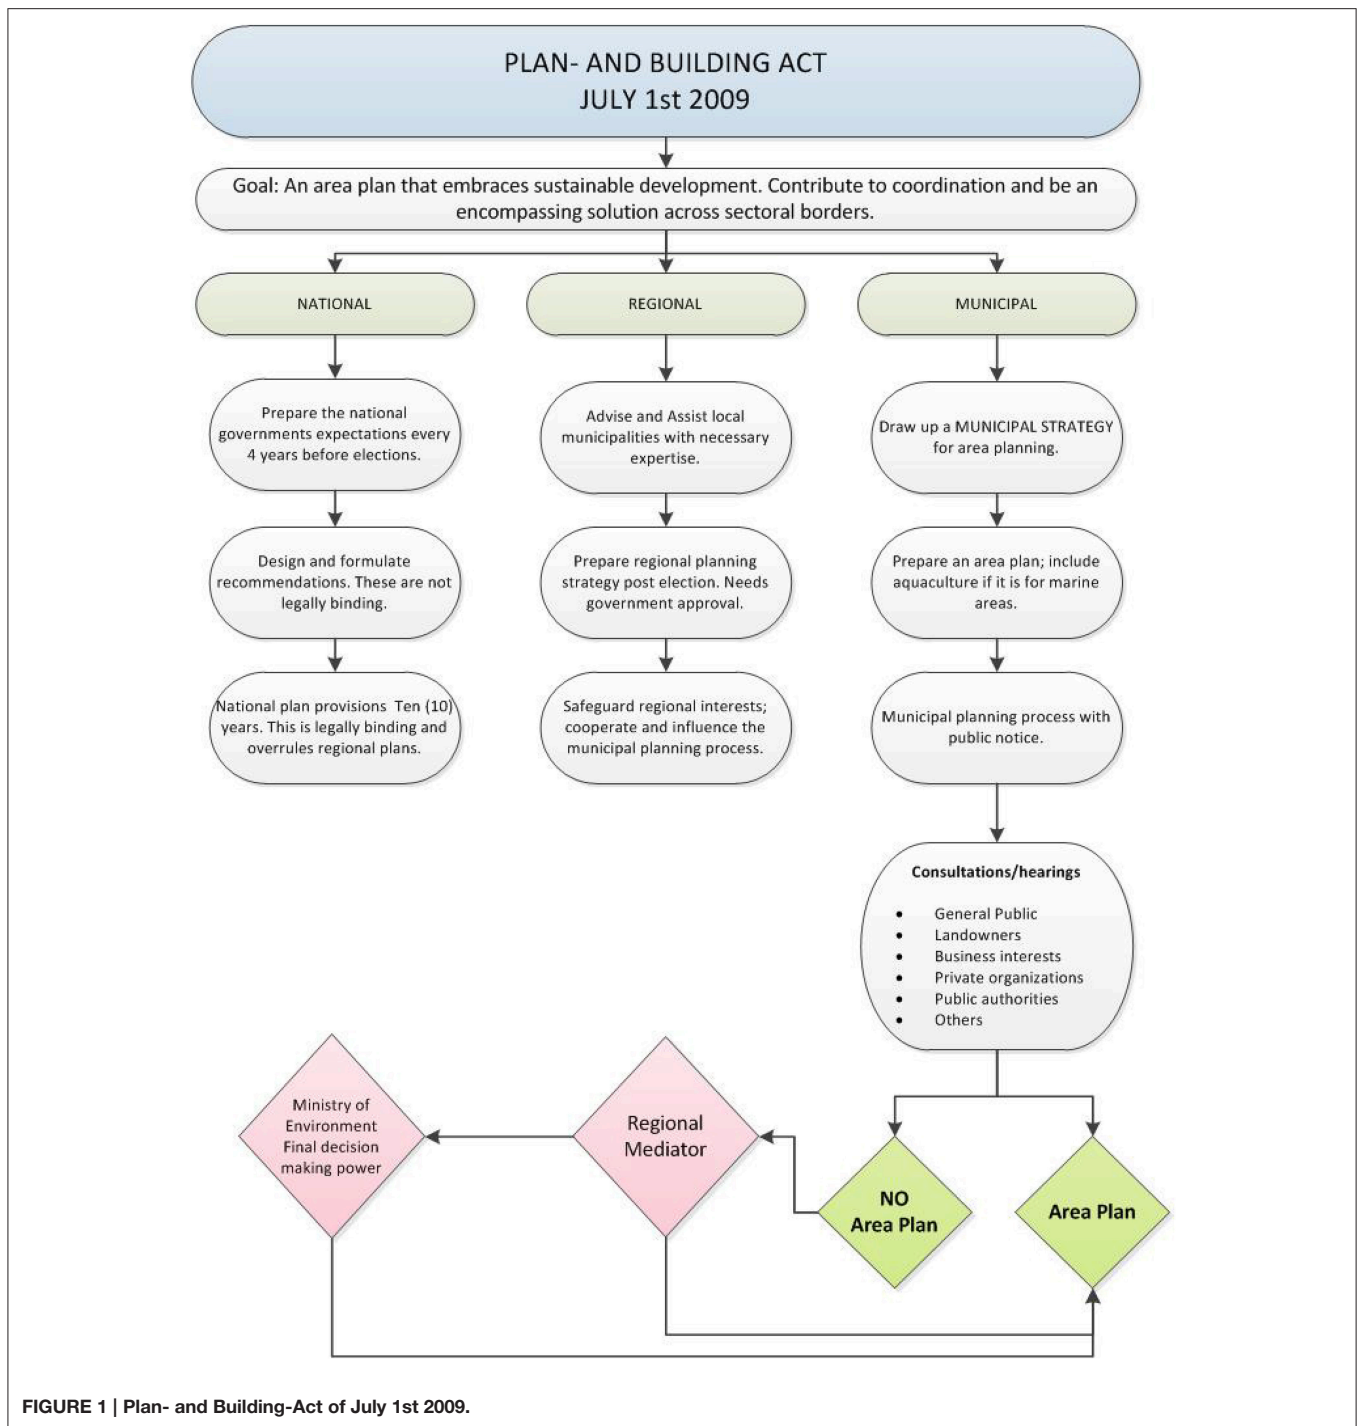 PLAN- AND BUILDING ACT
JULY 1st 2009
Goal: An area plan that embraces sustainable development. Contribute to coordination and be an
encompassing solution across sectoral borders.
NATIONAL
REGIONAL
MUNICIPAL
Prepare the national
governments expectations every
4 years before elections.
Advise and Assist local
municipalities with necessary
expertise.
Draw up a MUNICIPAL STRATEGY
for area planning.
Design and formulate
recommendations. These are not
legally binding.
Prepare regional planning
strategy post election. Needs
government approval.
Prepare an area plan; include
aquaculture if it is for marine
areas.
National plan provisions Ten (10)
years. This is legally binding and
overrules regional plans.
Safeguard regional interests;
cooperate and influence the
municipal planning process.
Municipal planning process with
public notice.
Consultations/hearings
• General Public
• Landowners
• Business interests
• Private organizations
• Public authorities
• Others
Ministry of
Environment
Final decision
making power
Regional
Mediator
NO
Area Plan
Area Plan
FIGURE 1 | Plan- and Building-Act of July 1st 2009.